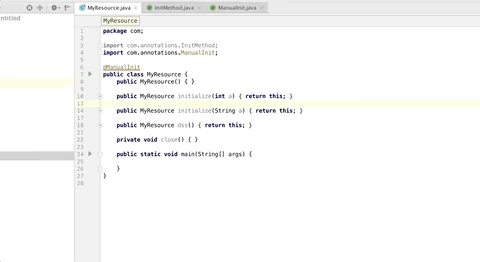 ntitled
MyResource.java
InitMethod.java
ManualInit.java
MyResource
1 package com;
2
3 import com.annotations.InitMethod;
4 import com.annotations.ManualInit;
5
6 @ManualInit
7 public class MyResource {
8 public MyResource() { }
9
10 public MyResource initialize(int a) { return this; }
13
14 public MyResource initialize(String a) { return this; }
17
18 public MyResource dss() { return this; }
21
22 private void close() { }
23
24 public static void main(String[] args) {
25
26 }
27 }
28